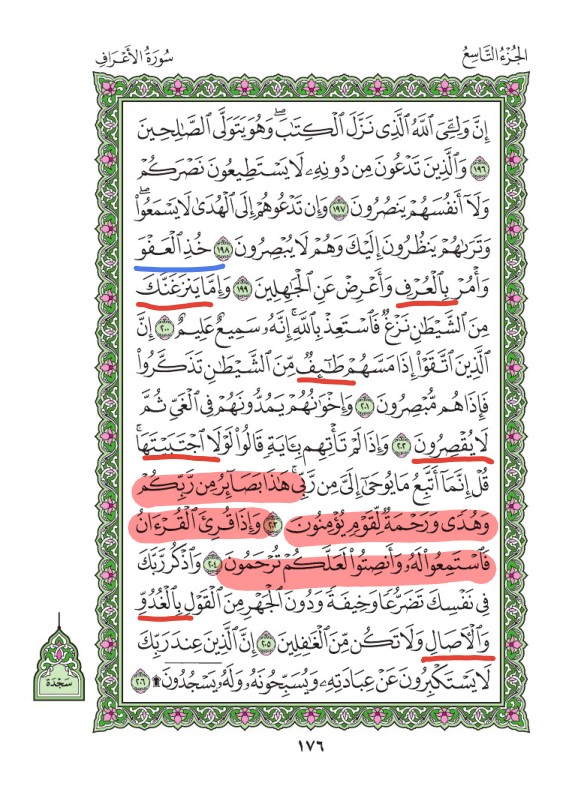 الجُزْءُ التَّاسِعُ
سُورَةُ الأَعْرَافِ
إِنَّ وَلِـِّۧيَ ٱللَّهُ ٱلَّذِي نَزَّلَ ٱلْكِتَٰبَۖ وَهُوَ يَتَوَلَّى ٱلصَّٰلِحِينَ
۝١٩٦ وَٱلَّذِينَ تَدْعُونَ مِن دُونِهِۦ لَا يَسْتَطِيعُونَ نَصْرَكُمْ
وَلَآ أَنفُسَهُمْ يَنصُرُونَ ۝١٩٧ وَإِن تَدْعُوهُمْ إِلَى ٱلْهُدَىٰ لَا يَسْمَعُوا۟ۖ
وَتَرَىٰهُمْ يَنظُرُونَ إِلَيْكَ وَهُمْ لَا يُبْصِرُونَ ۝١٩٨ خُذِ ٱلْعَفْوَ
وَأْمُرْ بِٱلْعُرْفِ وَأَعْرِضْ عَنِ ٱلْجَٰهِلِينَ ۝١٩٩ وَإِمَّا يَنزَغَنَّكَ
مِنَ ٱلشَّيْطَٰنِ نَزْغٌ فَٱسْتَعِذْ بِٱللَّهِۚ إِنَّهُۥ سَمِيعٌ عَلِيمٌ ۝٢٠٠ إِنَّ
ٱلَّذِينَ ٱتَّقَوْا۟ إِذَا مَسَّهُمْ طَٰٓئِفٌ مِّنَ ٱلشَّيْطَٰنِ تَذَكَّرُوا۟
فَإِذَا هُم مُّبْصِرُونَ ۝٢٠١ وَإِخْوَٰنُهُمْ يَمُدُّونَهُمْ فِي ٱلْغَيِّ ثُمَّ
لَا يُقْصِرُونَ ۝٢٠٢ وَإِذَا لَمْ تَأْتِهِم بِـَٔايَةٍ قَالُوا۟ لَوْلَا ٱجْتَبَيْتَهَاۚ
قُلْ إِنَّمَآ أَتَّبِعُ مَا يُوحَىٰٓ إِلَيَّ مِن رَّبِّيۚ هَٰذَا بَصَآئِرُ مِن رَّبِّكُمْ
وَهُدًى وَرَحْمَةٌ لِّقَوْمٍ يُؤْمِنُونَ ۝٢٠٣ وَإِذَا قُرِئَ ٱلْقُرْءَانُ
فَٱسْتَمِعُوا۟ لَهُۥ وَأَنصِتُوا۟ لَعَلَّكُمْ تُرْحَمُونَ ۝٢٠٤ وَٱذْكُر رَّبَّكَ
فِي نَفْسِكَ تَضَرُّعًا وَخِيفَةً وَدُونَ ٱلْجَهْرِ مِنَ ٱلْقَوْلِ بِٱلْغُدُوِّ
وَٱلْءَاصَالِ وَلَا تَكُن مِّنَ ٱلْغَٰفِلِينَ ۝٢٠٥ إِنَّ ٱلَّذِينَ عِندَ رَبِّكَ
لَا يَسْتَكْبِرُونَ عَنْ عِبَادَتِهِۦ وَيُسَبِّحُونَهُۥ وَلَهُۥ يَسْجُدُونَ۩ ۝٢٠٦
سَجْدَة
١٧٦